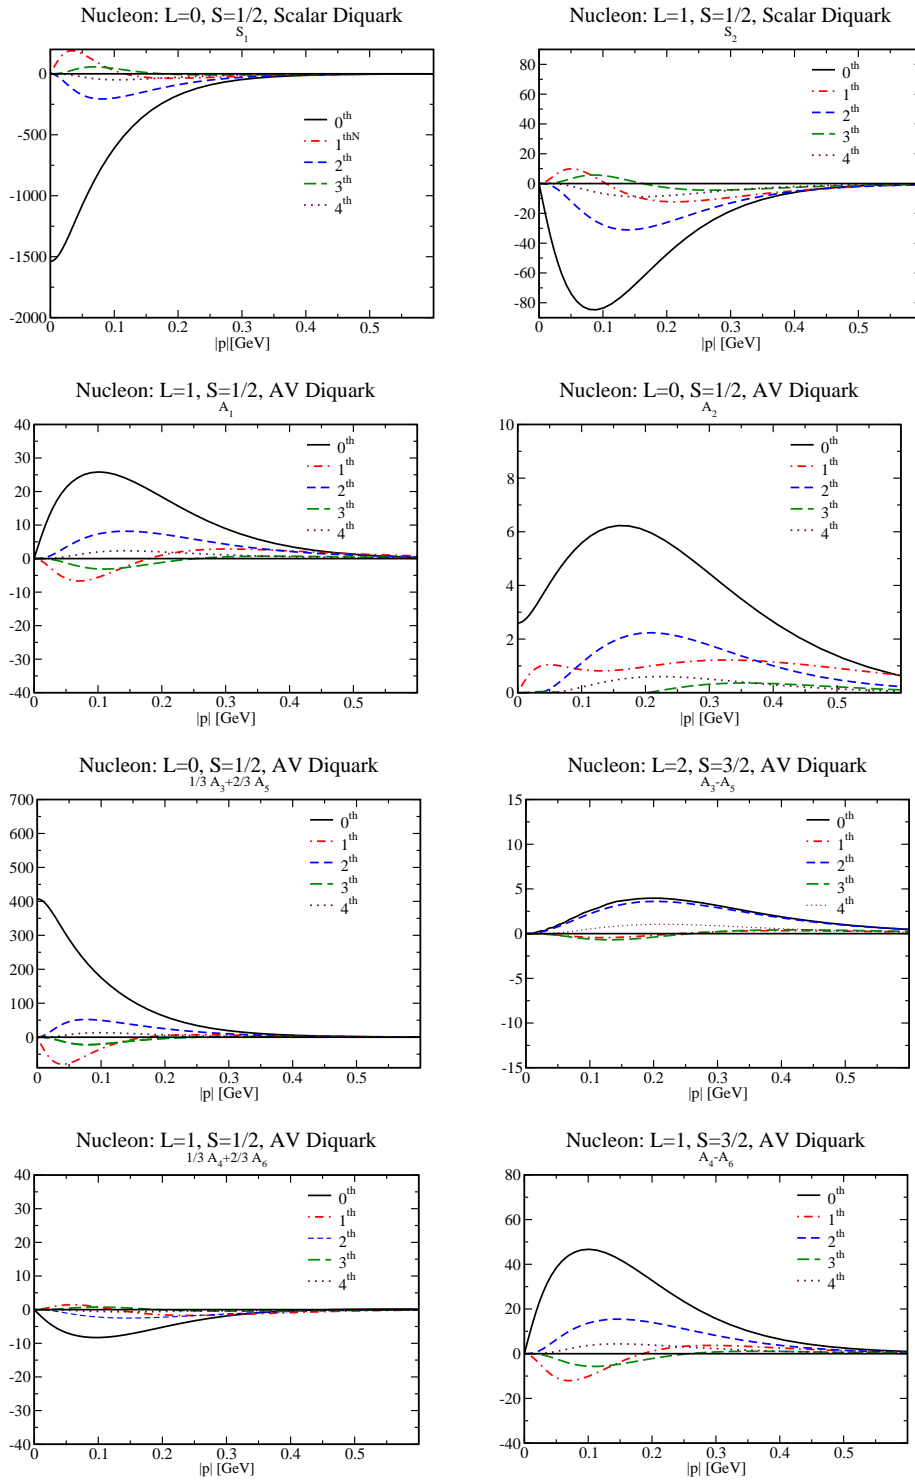 Nucleon: L=0, S=1/2, Scalar Diquark
S1
0
-500
-1000
-1500
-2000
0 0.1 0.2 0.3 0.4 0.5
|p|[GeV]
0th
1thN
2th
3th
4th
Nucleon: L=1, S=1/2, Scalar Diquark
S2
80
60
40
20
0
-20
-40
-60
-80
0 0.1 0.2 0.3 0.4 0.5
|p|[GeV]
0th
1th
2th
3th
4th
Nucleon: L=1, S=1/2, AV Diquark
A1
40
30
20
10
0
-10
-20
-30
-40
0 0.1 0.2 0.3 0.4 0.5
|p| [GeV]
0th
1th
2th
3th
4th
Nucleon: L=0, S=1/2, AV Diquark
A2
10
8
6
4
2
0
0 0.1 0.2 0.3 0.4 0.5
|p| [GeV]
0th
1th
2th
3th
4th
Nucleon: L=0, S=1/2, AV Diquark
1/3 A3+2/3 A5
700
600
500
400
300
200
100
0
0 0.1 0.2 0.3 0.4 0.5
|p| [GeV]
0th
1th
2th
3th
4th
Nucleon: L=2, S=3/2, AV Diquark
A3-A5
15
10
5
0
-5
-10
-15
0 0.1 0.2 0.3 0.4 0.5
|p| [GeV]
0th
1th
2th
3th
4th
Nucleon: L=1, S=1/2, AV Diquark
1/3 A4+2/3 A6
40
30
20
10
0
-10
-20
-30
-40
0 0.1 0.2 0.3 0.4 0.5
|p| [GeV]
0th
1th
2th
3th
4th
Nucleon: L=1, S=3/2, AV Diquark
A4-A6
80
60
40
20
0
-20
-40
0 0.1 0.2 0.3 0.4 0.5
|p| [GeV]
0th
1th
2th
3th
4th